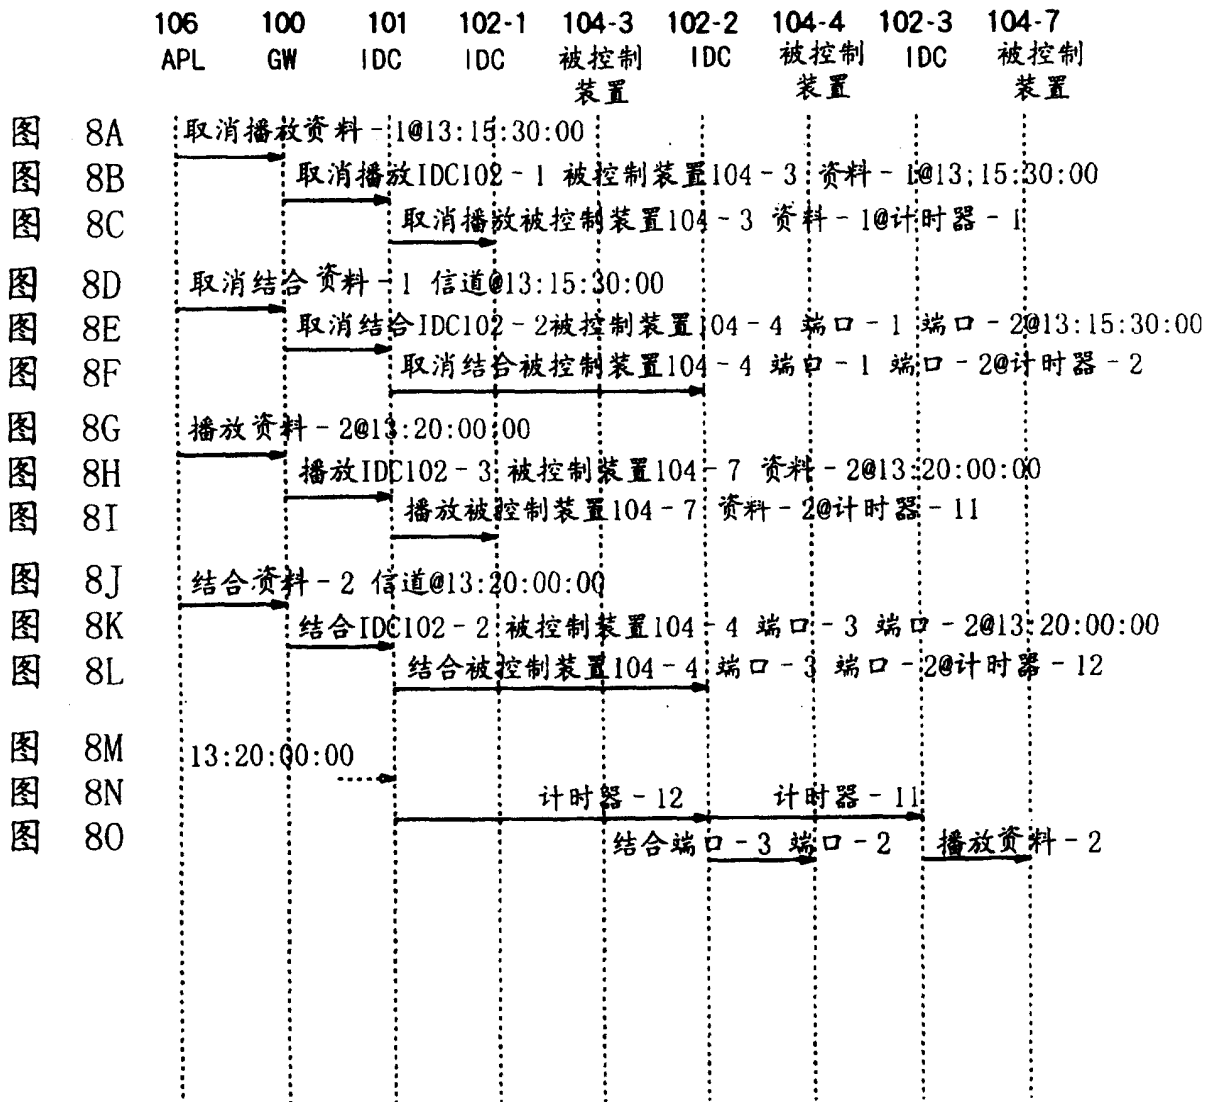 106 100 101 102-1 104-3 102-2 104-4 102-3 104-7
APL GW IDC IDC 被控制装置 IDC 被控制装置 IDC 被控制装置
图 8A 取消播放资料-1@13:15:30:00
图 8B 取消播放IDC102-1 被控制装置104-3 资料-1@13;15:30:00
图 8C 取消播放被控制装置104-3 资料-1@计时器-1
图 8D 取消结合资料-1 信道@13:15:30:00
图 8E 取消结合IDC102-2被控制装置104-4 端口-1 端口-2@13:15:30:00
图 8F 取消结合被控制装置104-4 端口-1 端口-2@计时器-2
图 8G 播放资料-2@13:20:00:00
图 8H 播放IDC102-3 被控制装置104-7 资料-2@13:20:00:00
图 8I 播放被控制装置104-7 资料-2@计时器-11
图 8J 结合资料-2 信道@13:20:00:00
图 8K 结合IDC102-2 被控制装置104-4 端口-3 端口-2@13:20:00:00
图 8L 结合被控制装置104-4 端口-3 端口-2@计时器-12
图 8M 13:20:00:00
图 8N 计时器-12 计时器-11
图 8O 结合端口-3 端口-2 播放资料-2